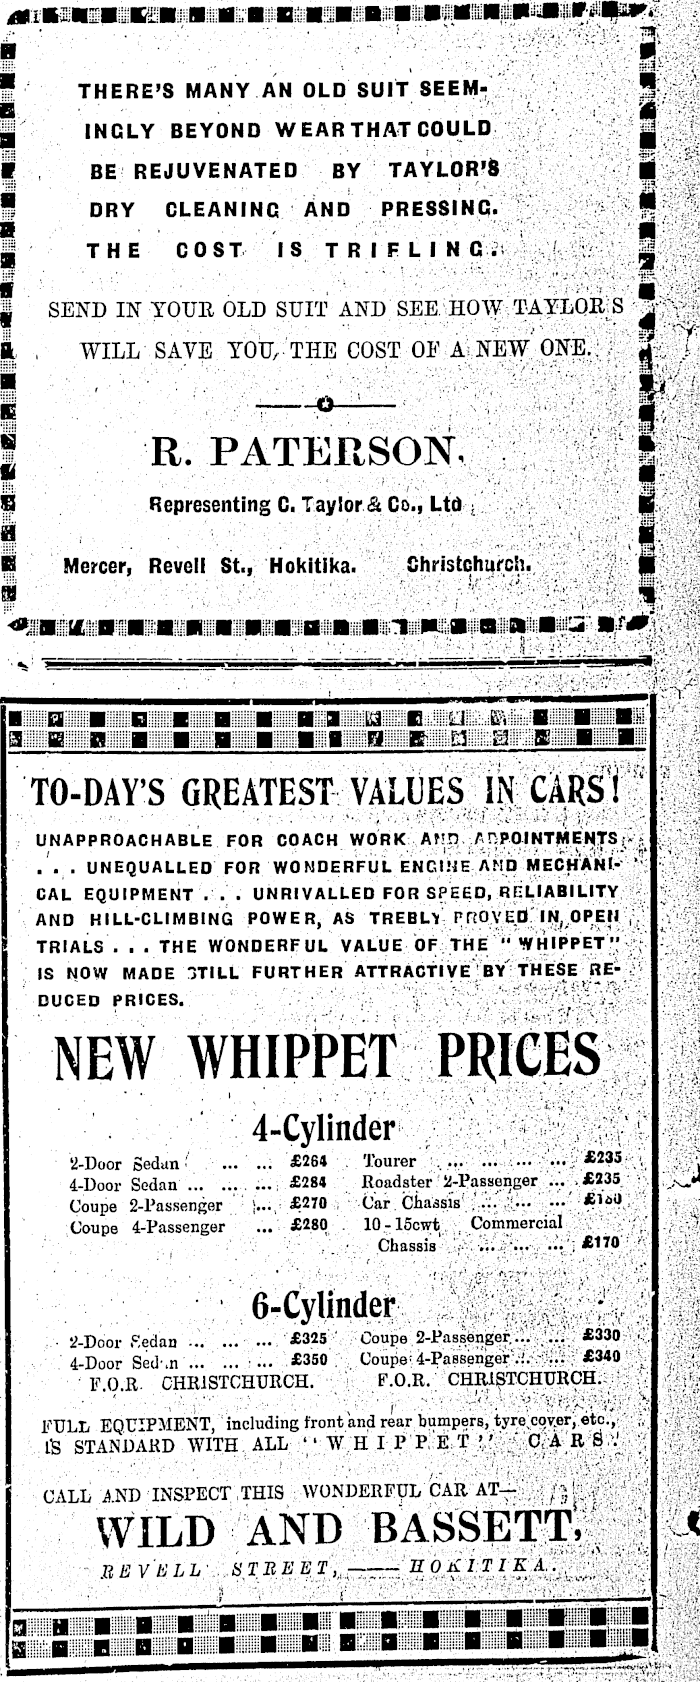 THERE'S MANY AN OLD SUIT SEEM-
INGLY BEYOND WEAR THAT COULD
BE REJUVENATED BY TAYLOR'S
DRY CLEANING AND PRESSING.
THE COST IS TRIFLING.
SEND IN YOUR OLD SUIT AND SEE HOW TAYLORS
WILL SAVE YOU, THE COST OF A NEW ONE.
R. PATERSON,
Representing C. Taylor & Co., Ltd
Mercer, Revell St., Hokitika. Christchurch.
TO-DAY'S GREATEST VALUES IN CARS!
UNAPPROACHABLE FOR COACH WORK AND APPOINTMENTS
. . . UNEQUALLED FOR WONDERFUL ENGINE AND MECHANI-
CAL EQUIPMENT . . . UNRIVALLED FOR SPEED, RELIABILITY
AND HILL-CLIMBING POWER, AS TREBLY PROVED IN OPEN
TRIALS . . . THE WONDERFUL VALUE OF THE "WHIPPET"
IS NOW MADE STILL FURTHER ATTRACTIVE BY THESE RE-
DUCED PRICES.
NEW WHIPPET PRICES
4-Cylinder
2-Door Sedan ... ... £264
4-Door Sedan ... ... ... £284
Coupe 2-Passenger ... £270
Coupe 4-Passenger ... £280
Tourer ... ... ... ... £235
Roadster 2-Passenger ... £235
Car Chassis ... ... ...
10-15cwt Commercial
Chassis ... ... ... £170
6-Cylinder
2-Door Sedan ... ... ... £325
4-Door Sedan ... ... ... £350
F.O.R. CHRISTCHURCH.
Coupe 2-Passenger... ... £330
Coupe 4-Passenger ... ... £340
F.O.R. CHRISTCHURCH.
FULL EQUIPMENT, including front and rear bumpers, tyre cover, etc.,
IS STANDARD WITH ALL "WHIPPET" CARS.
CALL AND INSPECT THIS WONDERFUL CAR AT—
WILD AND BASSETT,
REVELL STREET, —— HOKITIKA.